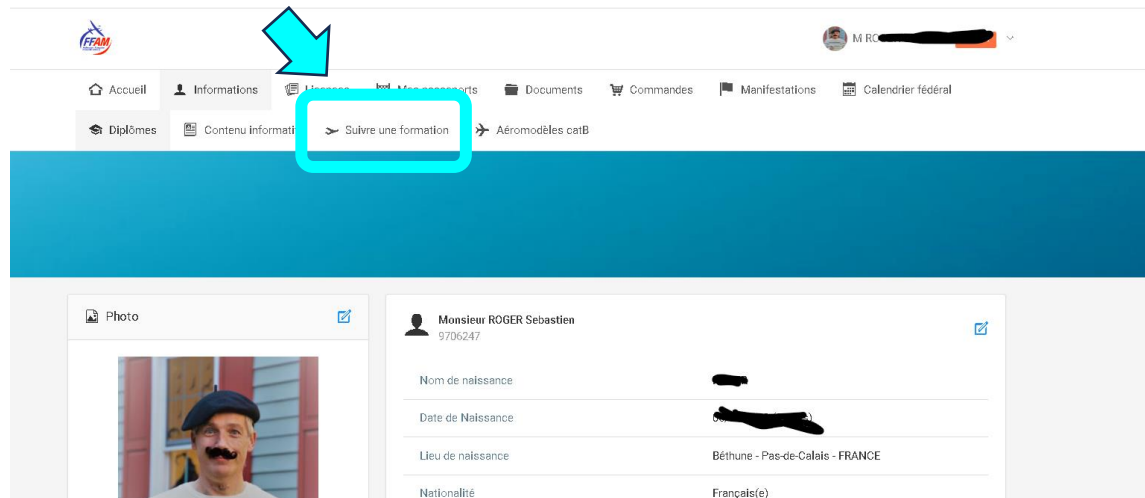 FFAM
M RO
Accueil Informations Licences Mes passeports Documents Commandes Manifestations Calendrier fédéral
Diplômes Contenu informati Suivre une formation Aéromodèles catB
Photo
Monsieur ROGER Sebastien
9706247
Nom de naissance
Date de Naissance
Lieu de naissance Béthune - Pas-de-Calais - FRANCE
Nationalité Français(e)